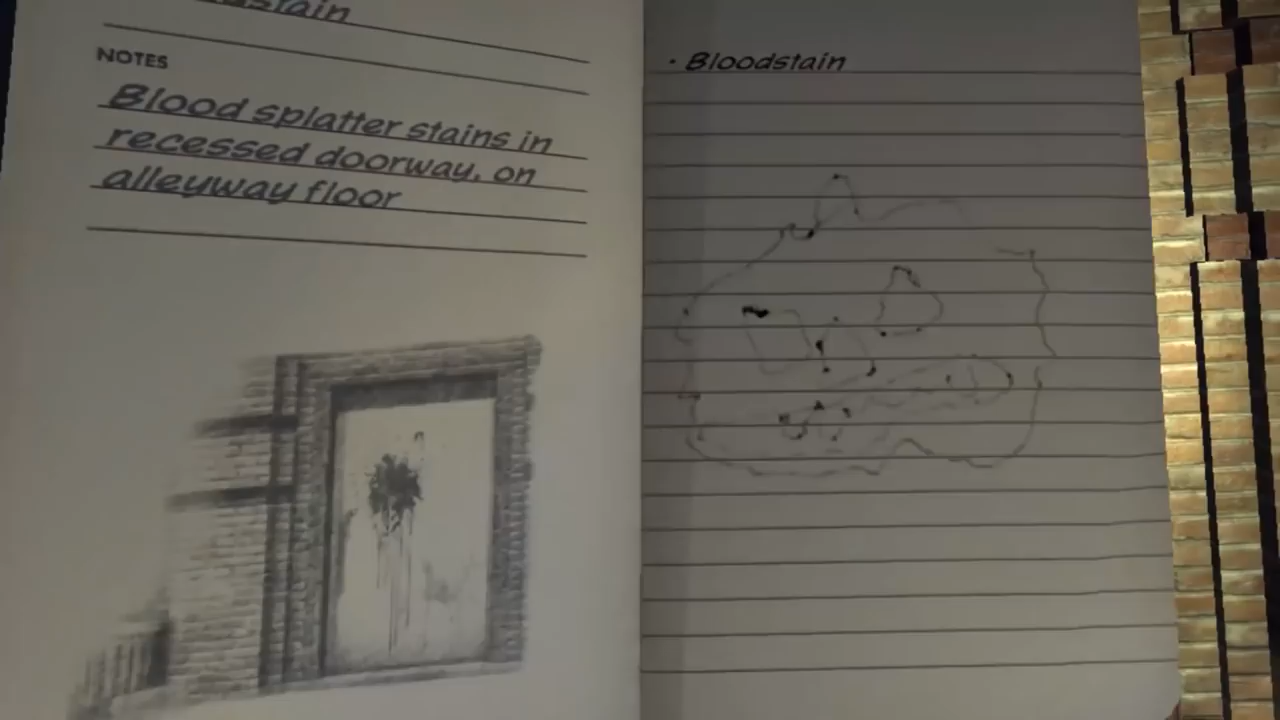 NOTES
Blood splatter stains in
recessed doorway, on
alleyway floor
• Bloodstain